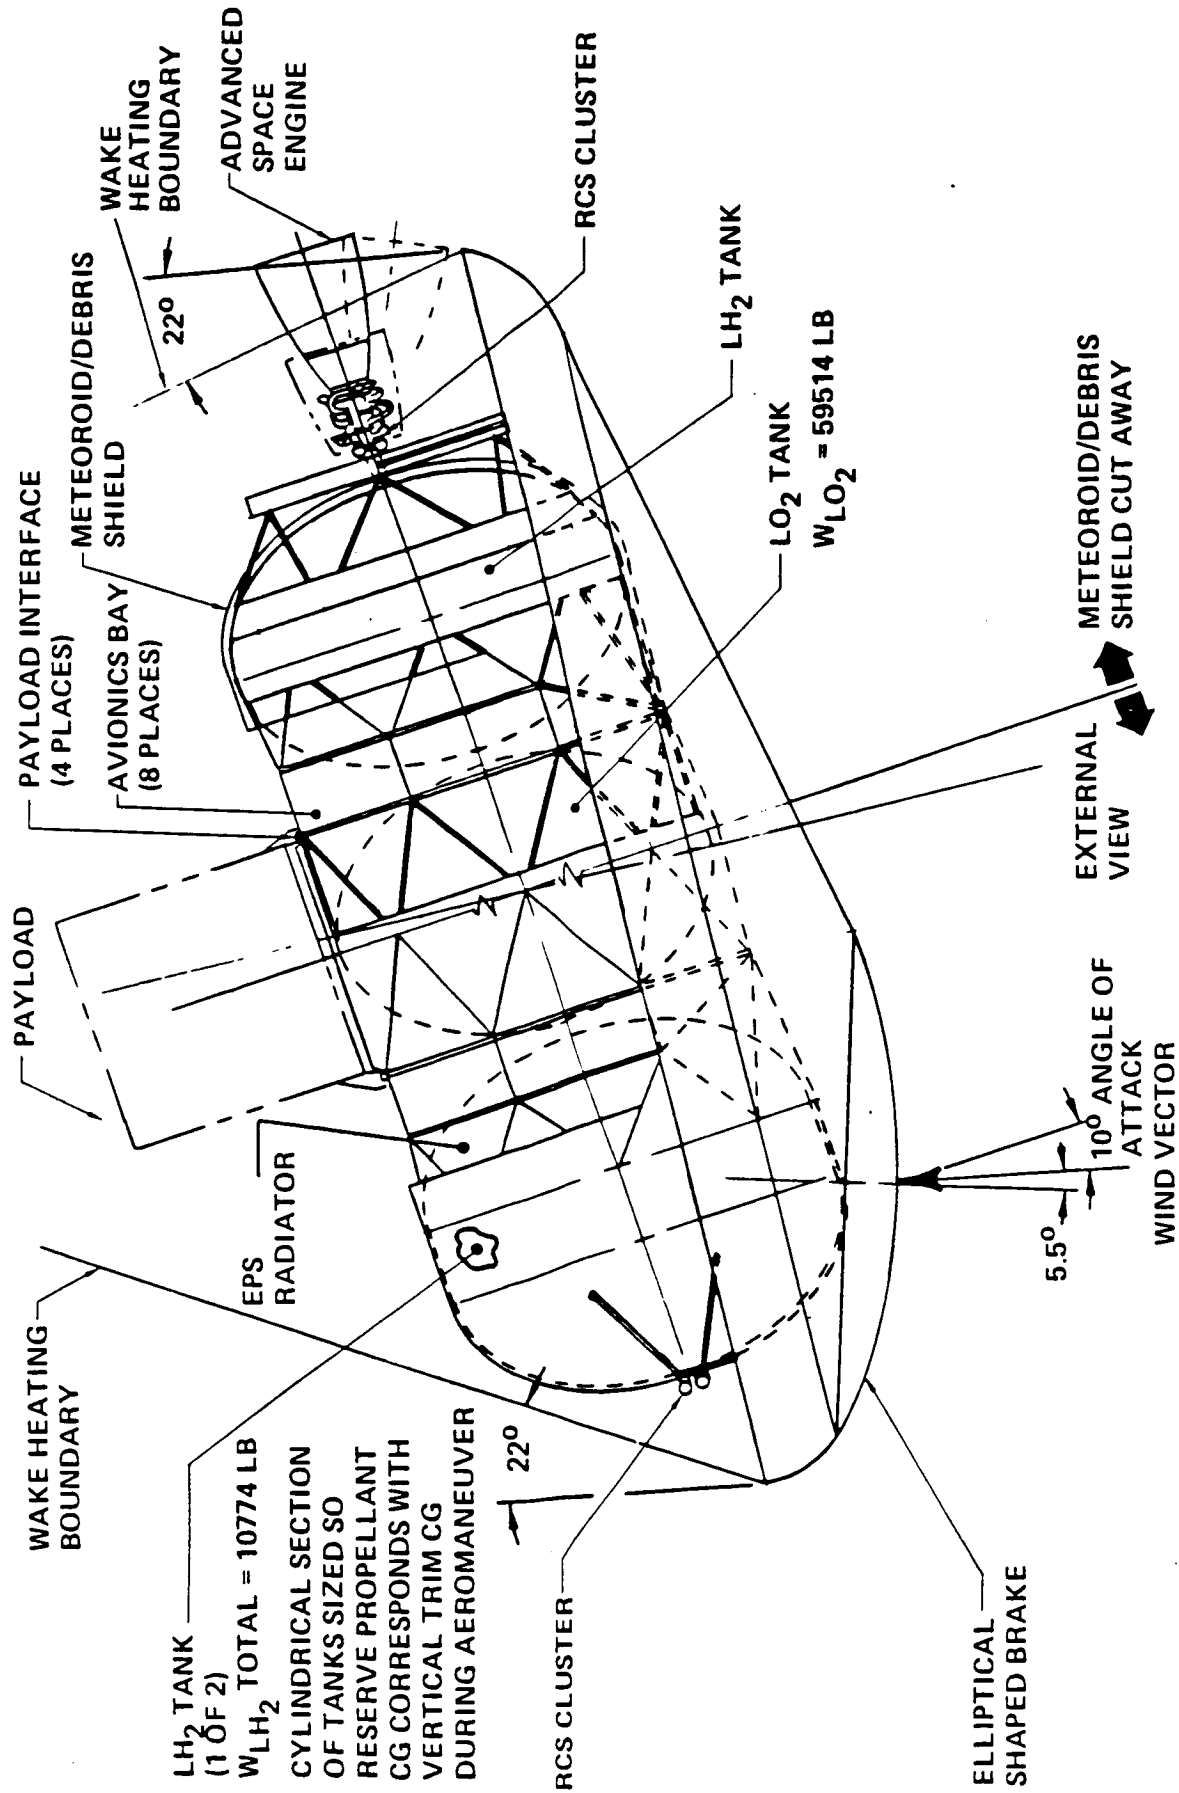 PAYLOAD
PAYLOAD INTERFACE
(4 PLACES)
METEOROID/DEBRIS
SHIELD
AVIONICS BAY
(8 PLACES)
WAKE
HEATING
BOUNDARY
22°
ADVANCED
SPACE
ENGINE
RCS CLUSTER
LH2 TANK
LO2 TANK
WLO2 = 59514 LB
METEOROID/DEBRIS
SHIELD CUT AWAY
EXTERNAL
VIEW
10° ANGLE OF
ATTACK
WIND VECTOR
5.5°
WAKE HEATING
BOUNDARY
EPS
RADIATOR
22°
LH2 TANK
(1 OF 2)
WLH2 TOTAL = 10774 LB
CYLINDRICAL SECTION
OF TANKS SIZED SO
RESERVE PROPELLANT
CG CORRESPONDS WITH
VERTICAL TRIM CG
DURING AEROMANEUVER
RCS CLUSTER
ELLIPTICAL
SHAPED BRAKE